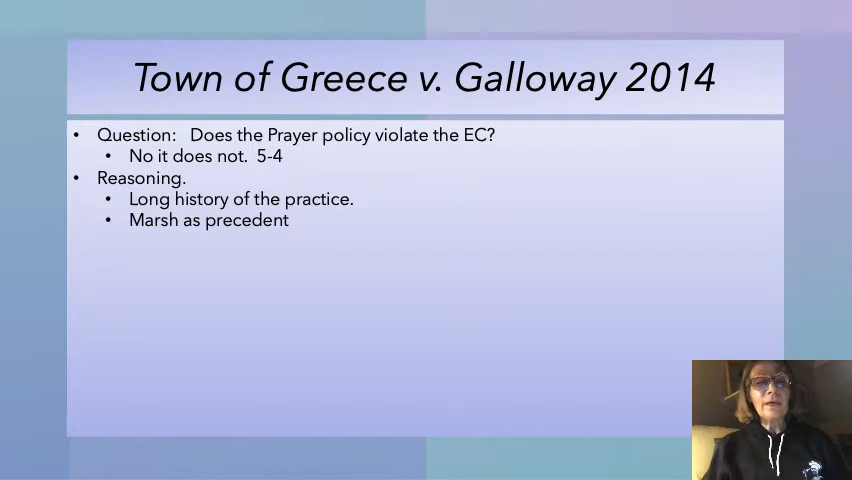 Town of Greece v. Galloway 2014
• Question: Does the Prayer policy violate the EC?
• No it does not. 5-4
• Reasoning.
• Long history of the practice.
• Marsh as precedent